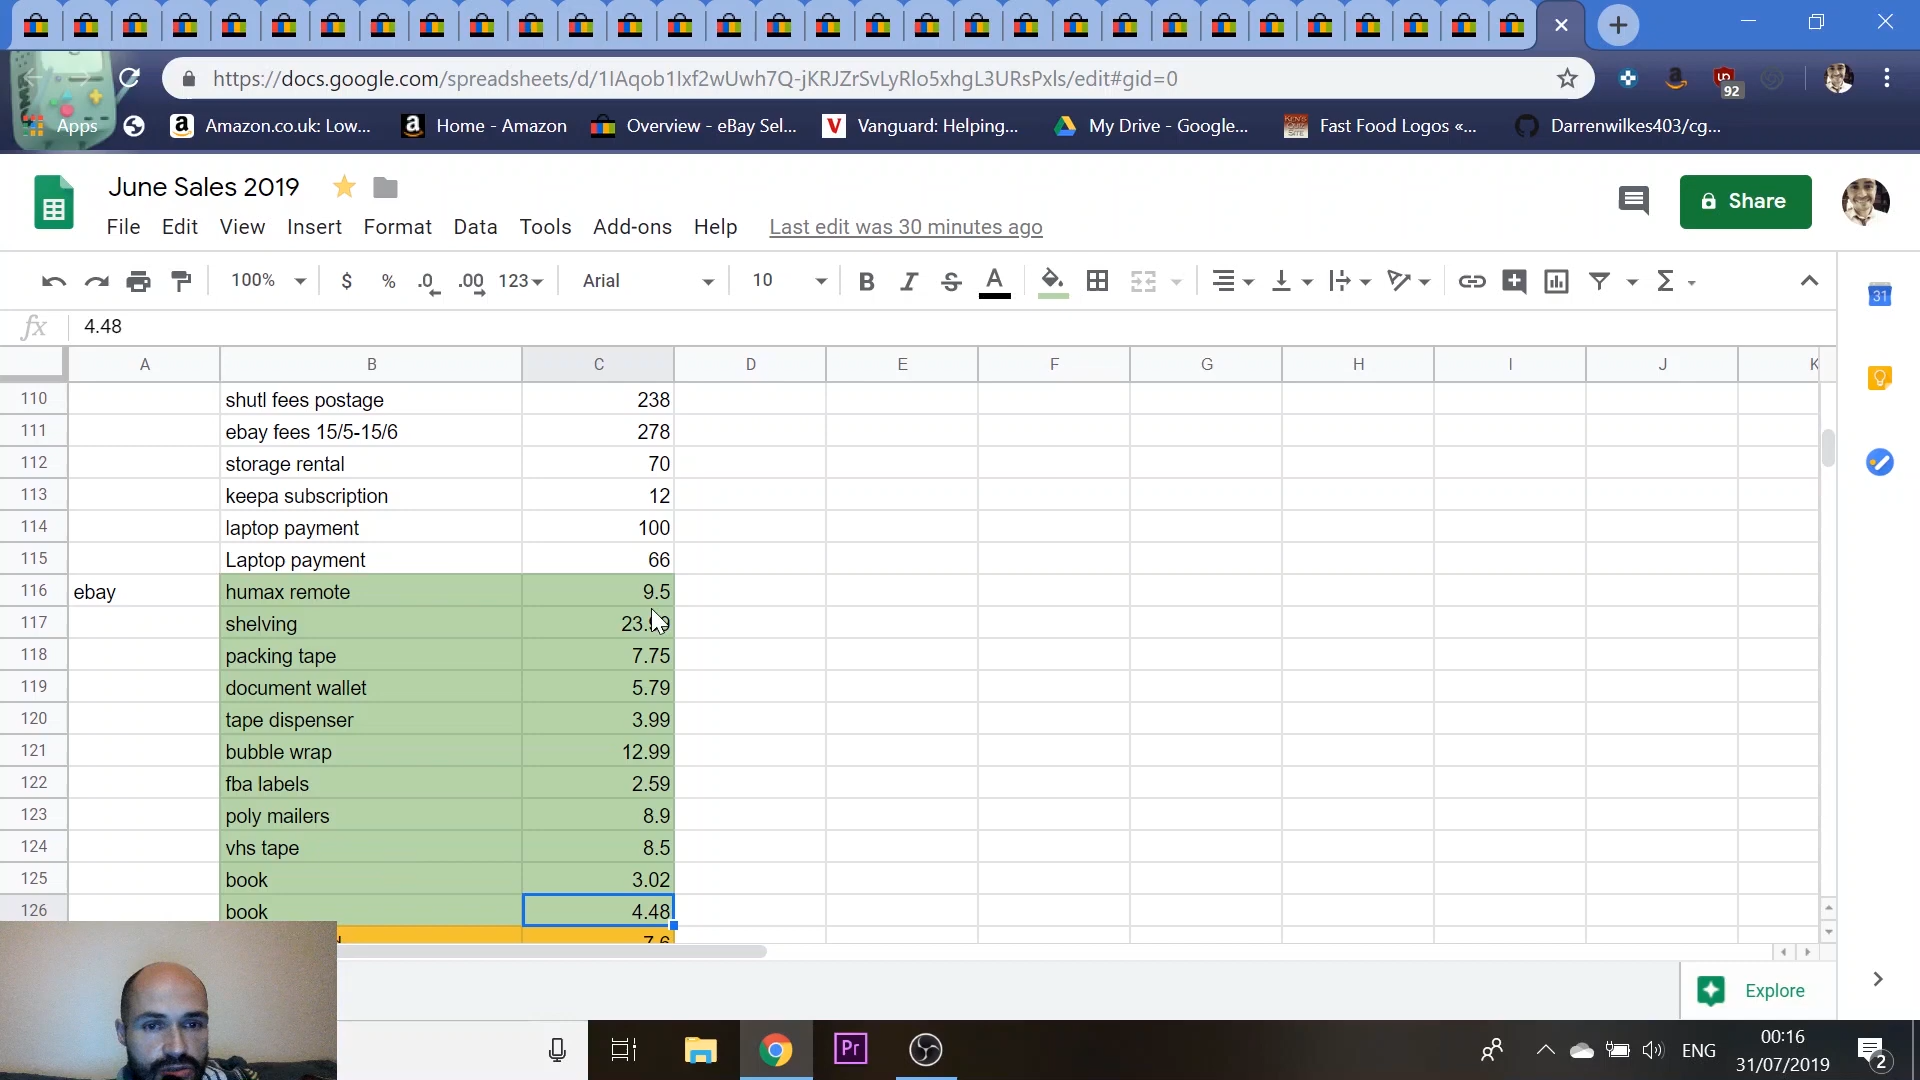 https://docs.google.com/spreadsheets/d/1IAqob1Ixf2wUwh7Q-jKRJZrSvLyRlo5xhgL3URsPxls/edit#gid=0
92
Apps
Amazon.co.uk: Low...
Home - Amazon
Overview - eBay Sel...
Vanguard: Helping...
My Drive - Google...
Fast Food Logos «...
Darrenwilkes403/cg...
June Sales 2019
Share
File Edit View Insert Format Data Tools Add-ons Help Last edit was 30 minutes ago
100% $ % .0 .00 123 Arial 10 B I S A
31
fx 4.48
A B C D E F G H I J K
110 shutl fees postage 238
111 ebay fees 15/5-15/6 278
112 storage rental 70
113 keepa subscription 12
114 laptop payment 100
115 Laptop payment 66
116 ebay humax remote 9.5
117 shelving
118 packing tape 7.75
119 document wallet 5.79
120 tape dispenser 3.99
121 bubble wrap 12.99
122 fba labels 2.59
123 poly mailers 8.9
124 vhs tape 8.5
125 book 3.02
126 book 4.48
7.6
Explore
Pr
ENG
00:16
31/07/2019
2